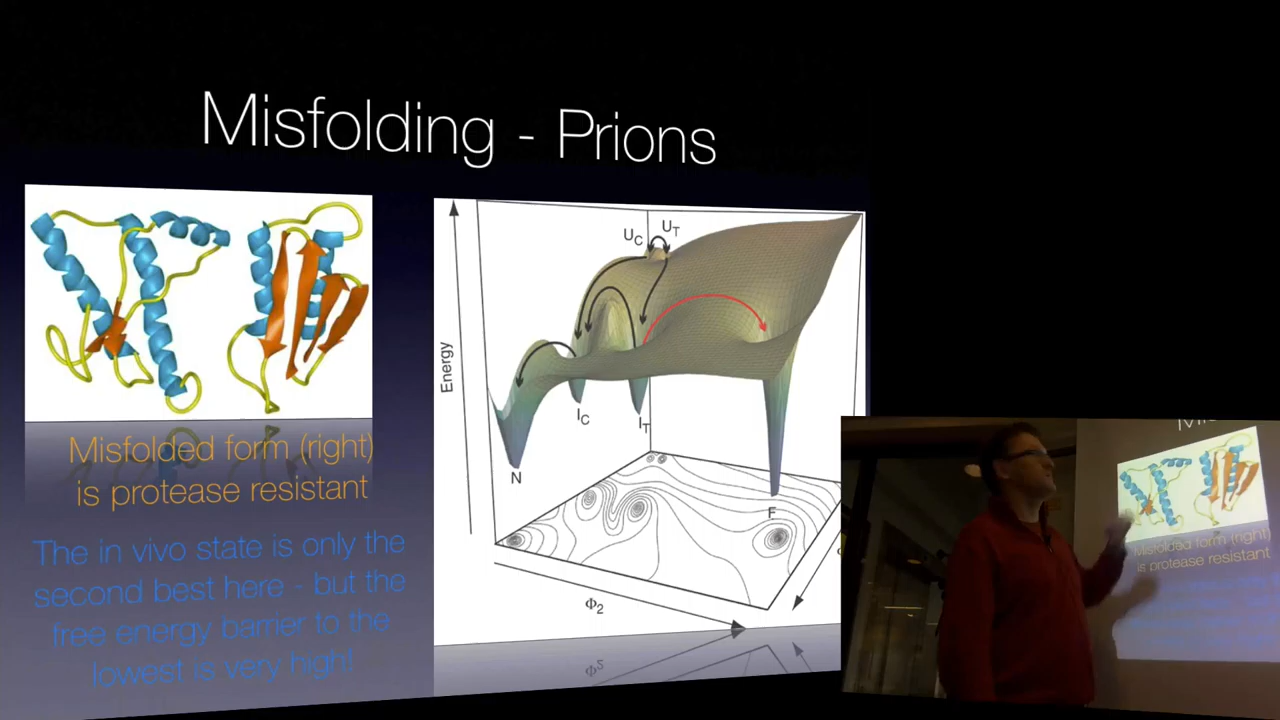 Misfolding - Prions
Misfolded form (right)
is protease resistant
The in vivo state is only the
second best here - but the
free energy barrier to the
lowest is very high!
Energy
U_C
U_T
I_C
I_T
N
F
Φ₂
Φ₂
Misfolded form (right)
is protease resistant